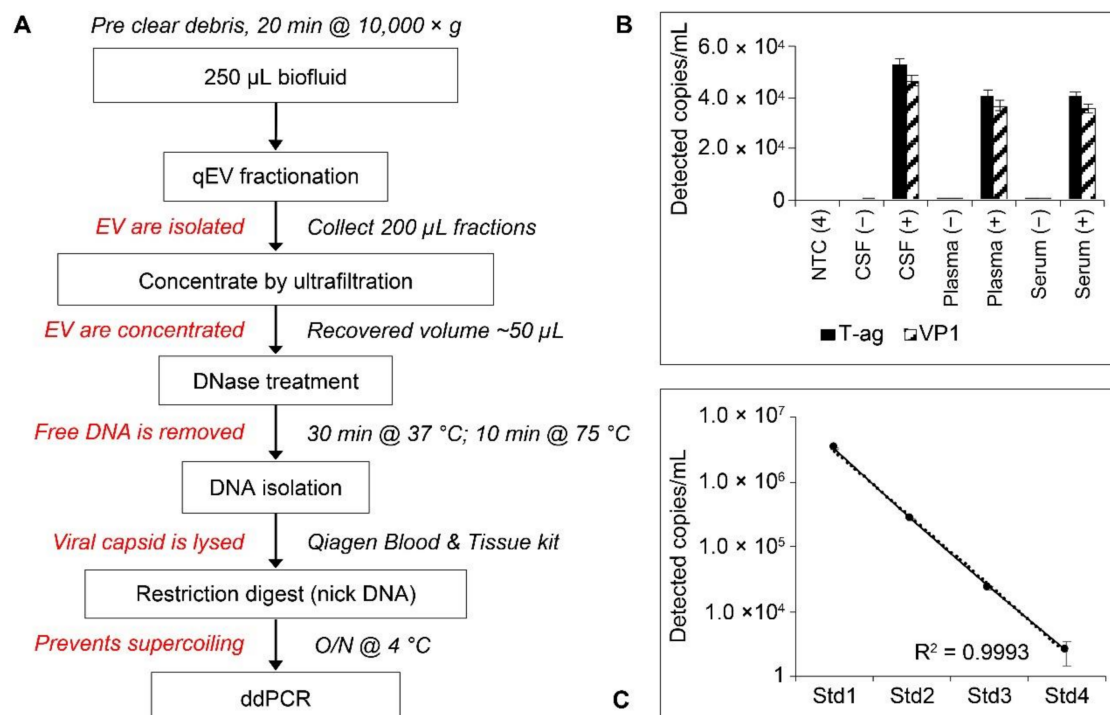 A
Pre clear debris, 20 min @ 10,000 × g
250 µL biofluid
qEV fractionation
EV are isolated Collect 200 µL fractions
Concentrate by ultrafiltration
EV are concentrated Recovered volume ~50 µL
DNase treatment
Free DNA is removed 30 min @ 37 °C; 10 min @ 75 °C
DNA isolation
Viral capsid is lysed Qiagen Blood & Tissue kit
Restriction digest (nick DNA)
Prevents supercoiling O/N @ 4 °C
ddPCR
B
Detected copies/mL
6.0 × 10⁴
4.0 × 10⁴
2.0 × 10⁴
0
NTC (4)
CSF (−)
CSF (+)
Plasma (−)
Plasma (+)
Serum (−)
Serum (+)
T-ag VP1
C
Detected copies/mL
1.0 × 10⁷
1.0 × 10⁶
1.0 × 10⁵
1.0 × 10⁴
1
R² = 0.9993
Std1 Std2 Std3 Std4